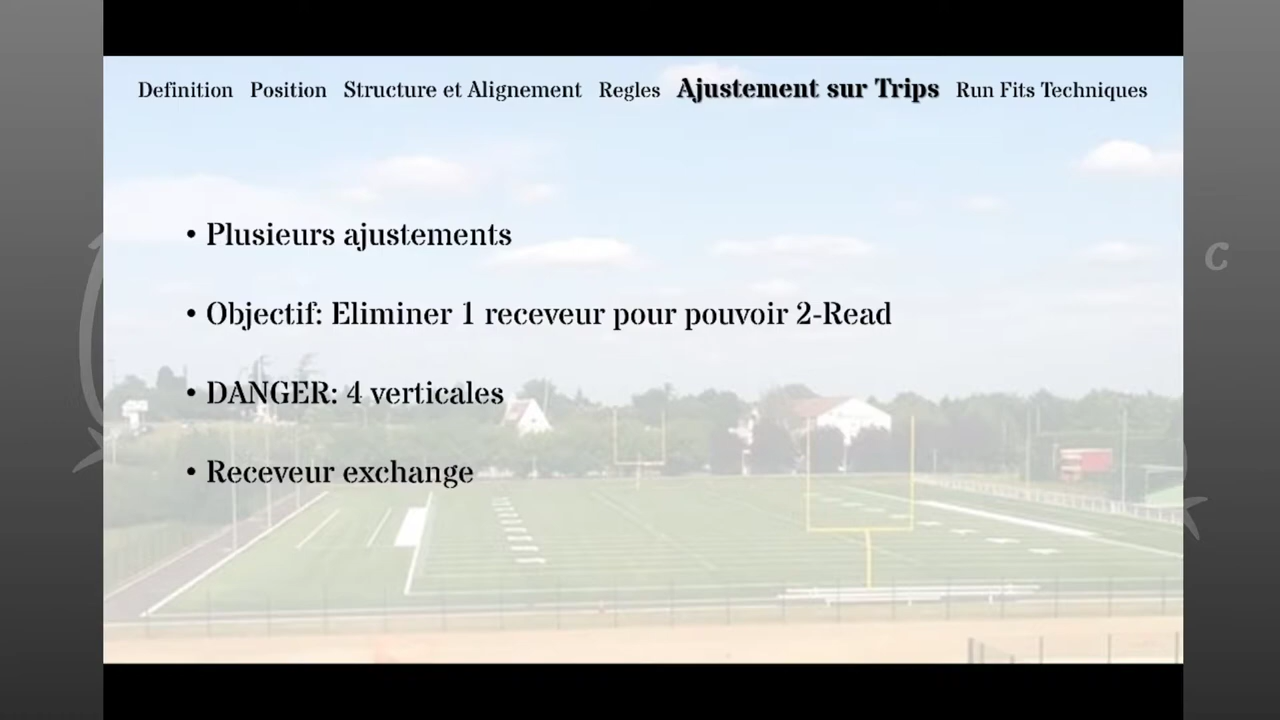 Definition Position Structure et Alignement Regles Ajustement sur Trips Run Fits Techniques
• Plusieurs ajustements
• Objectif: Eliminer 1 receveur pour pouvoir 2-Read
• DANGER: 4 verticales
• Receveur exchange
C